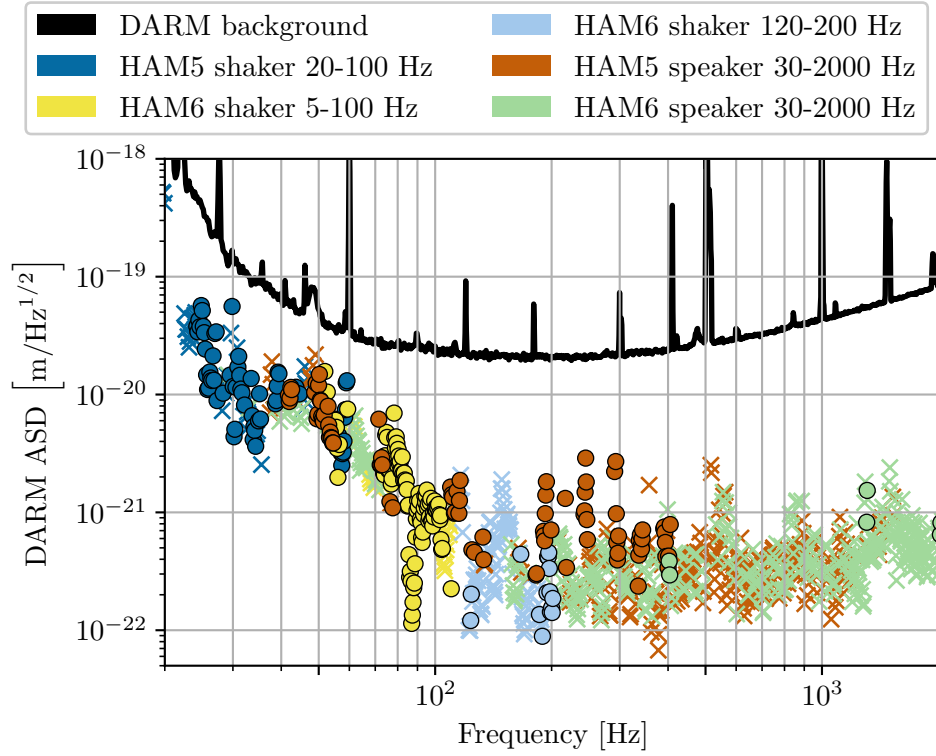 DARM background
HAM5 shaker 20-100 Hz
HAM6 shaker 5-100 Hz
HAM6 shaker 120-200 Hz
HAM5 speaker 30-2000 Hz
HAM6 speaker 30-2000 Hz
DARM ASD [m/Hz^{1/2}]
10^{-18}
10^{-19}
10^{-20}
10^{-21}
10^{-22}
10^2
10^3
Frequency [Hz]